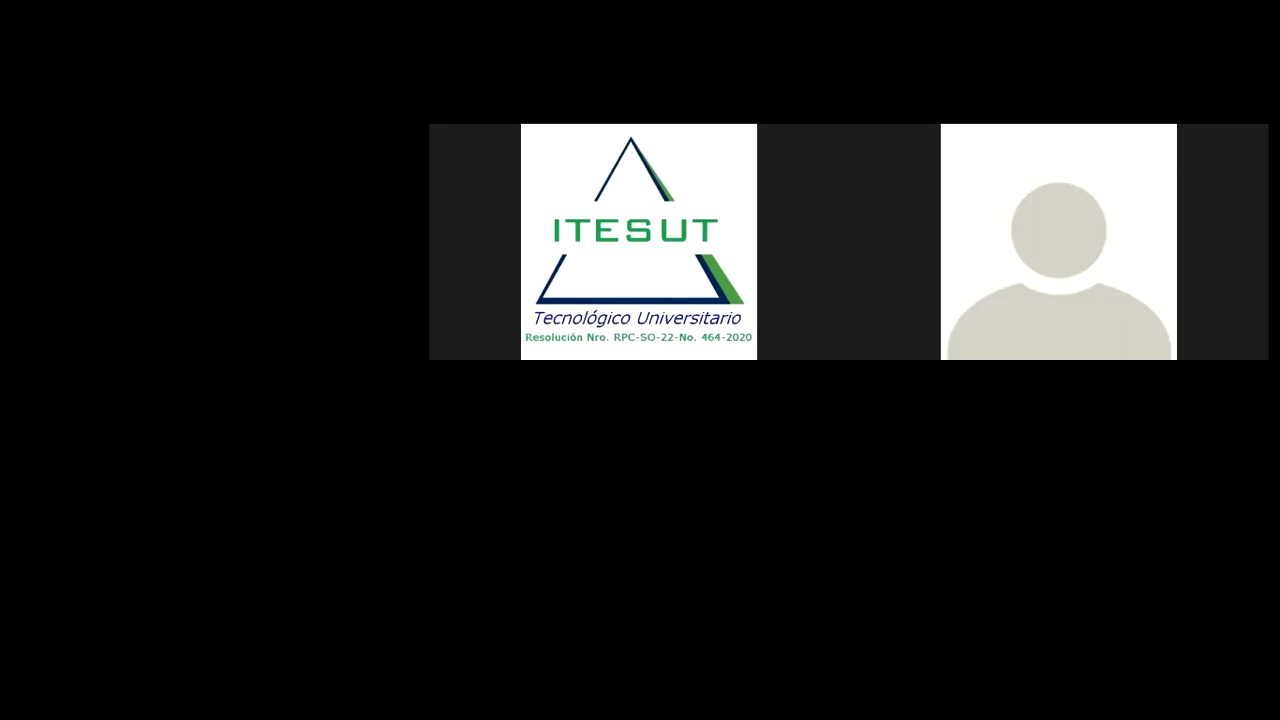 ITESUT
Tecnológico Universitario
Resolución Nro. RPC-SO-22-No. 464-2020